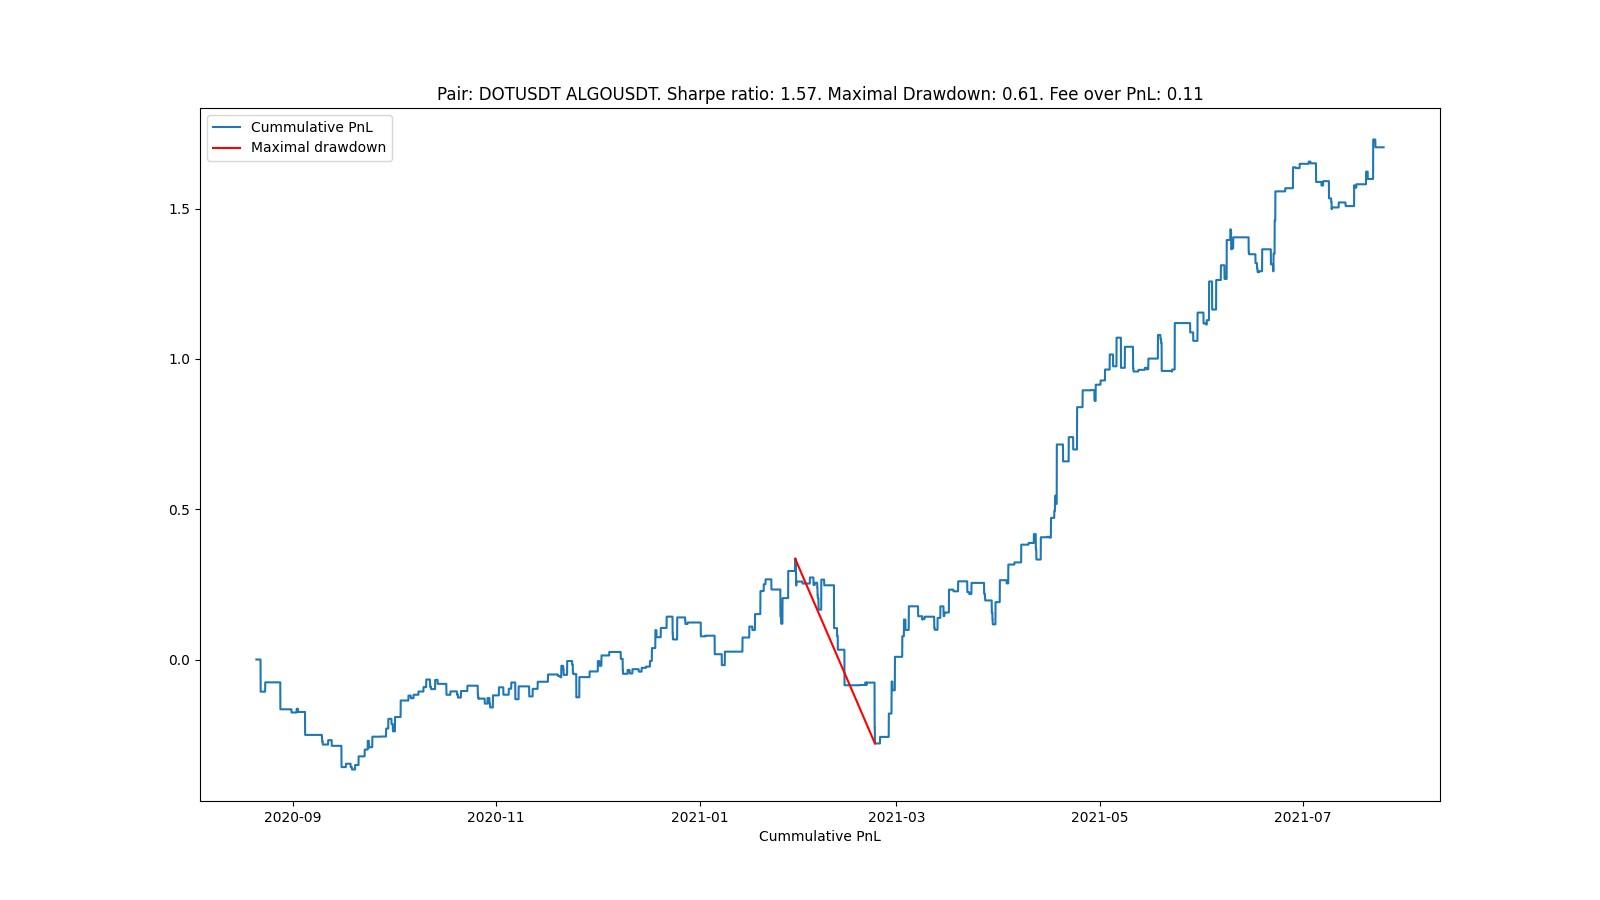 Pair: DOTUSDT ALGOUSDT. Sharpe ratio: 1.57. Maximal Drawdown: 0.61. Fee over PnL: 0.11
Cummulative PnL
Maximal drawdown
1.5
1.0
0.5
0.0
2020-09 2020-11 2021-01 2021-03 2021-05 2021-07
Cummulative PnL